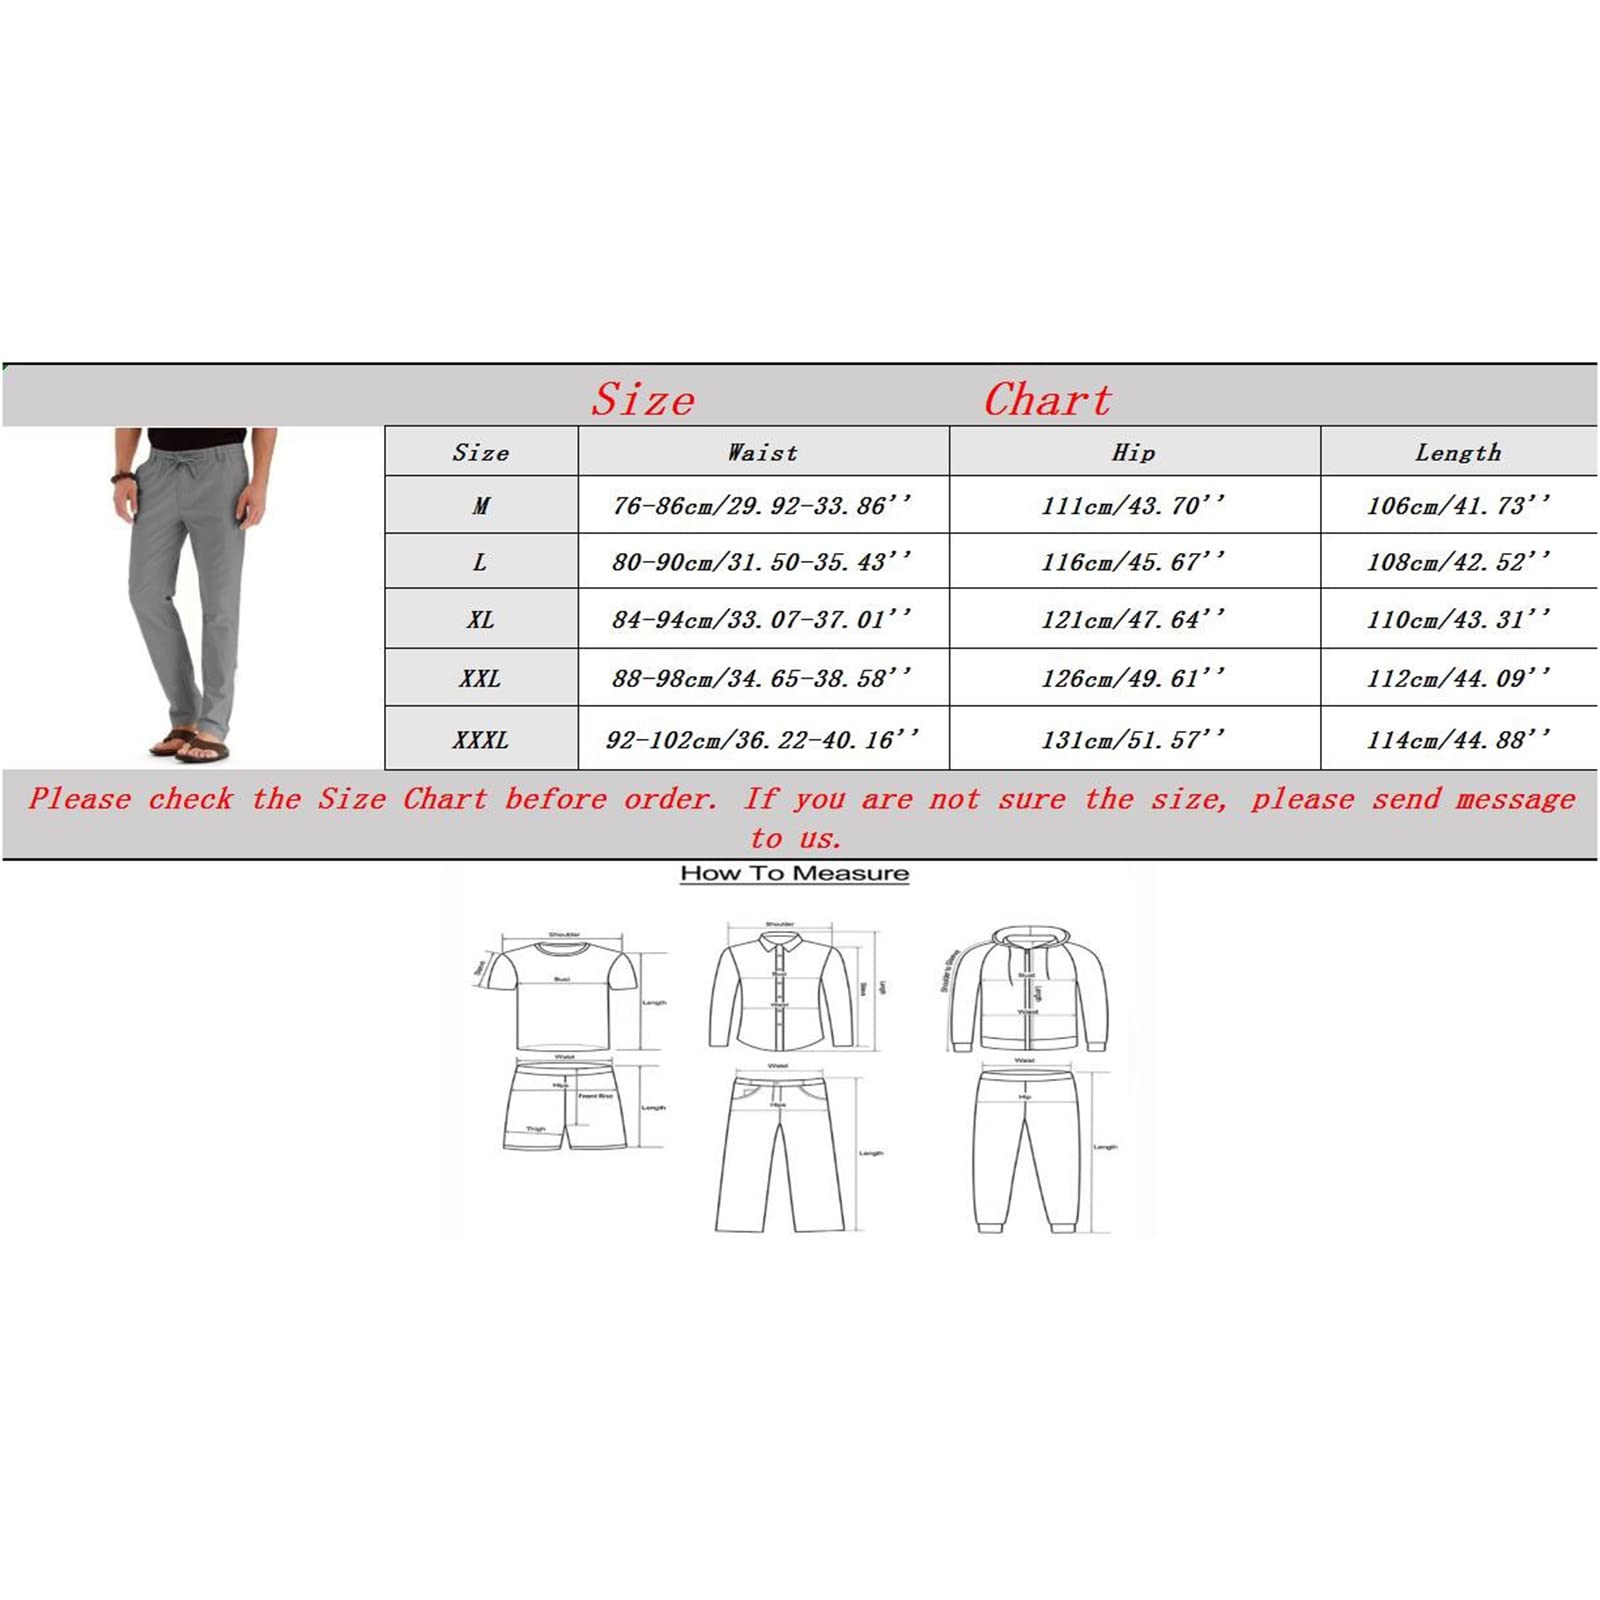 Size Chart
Size Waist Hip Length
M 76-86cm/29.92-33.86'' 111cm/43.70'' 106cm/41.73''
L 80-90cm/31.50-35.43'' 116cm/45.67'' 108cm/42.52''
XL 84-94cm/33.07-37.01'' 121cm/47.64'' 110cm/43.31''
XXL 88-98cm/34.65-38.58'' 126cm/49.61'' 112cm/44.09''
XXXL 92-102cm/36.22-40.16'' 131cm/51.57'' 114cm/44.88''
Please check the Size Chart before order. If you are not sure the size, please send message
to us.
How To Measure
Shoulder
Bust
Length
Waist
Hips
Front Rise
Length
Thigh
Shoulder
Bust
Waist
Length
Waist
Hips
Length
Shoulder to Sleeve
Bust
Length
Waist
Waist
Hip
Length